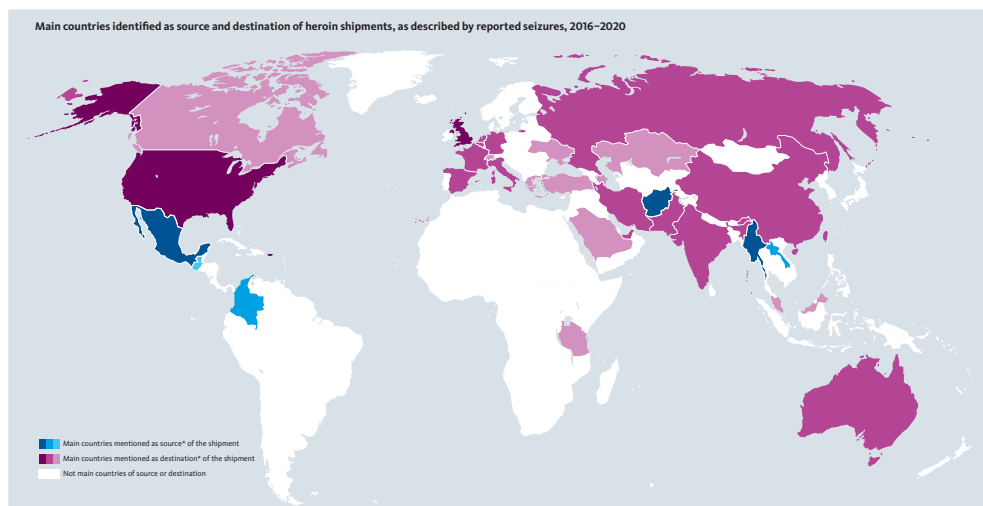 Main countries identified as source and destination of heroin shipments, as described by reported seizures, 2016–2020
Main countries mentioned as source* of the shipment
Main countries mentioned as destination* of the shipment
Not main countries of source or destination